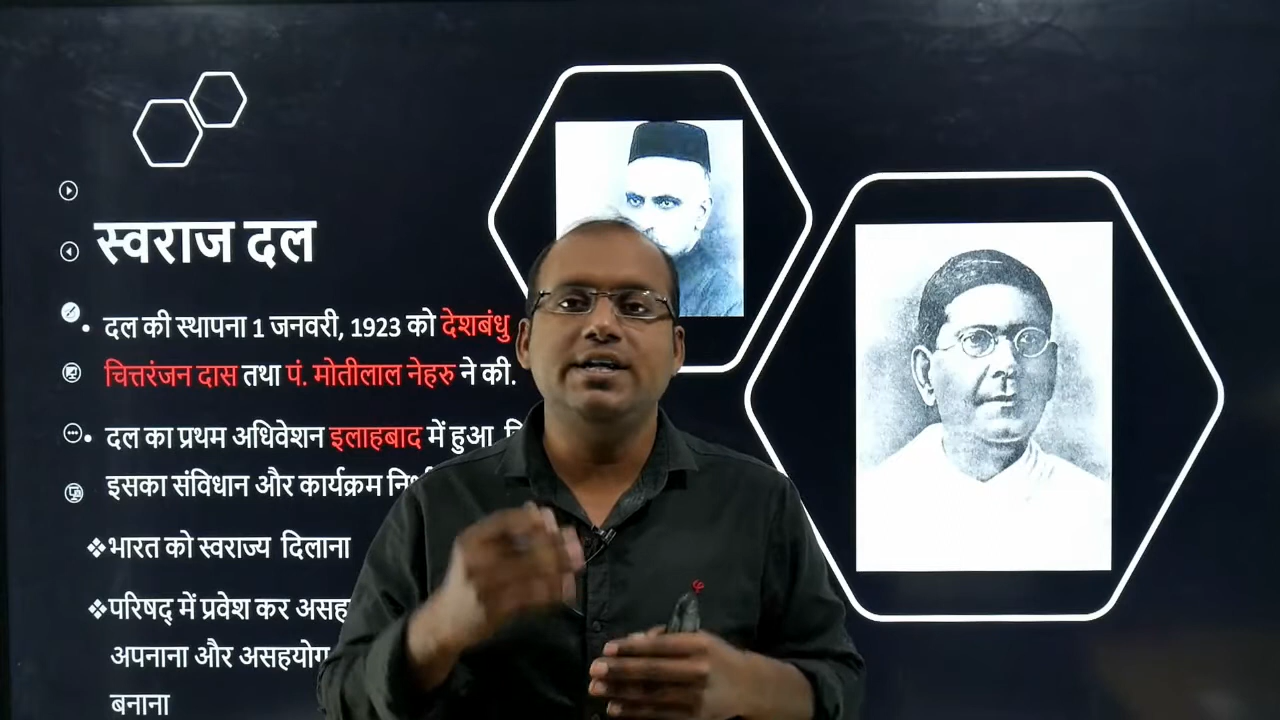 स्वराज दल
• दल की स्थापना 1 जनवरी, 1923 को देशबंधु
चित्तरंजन दास तथा पं. मोतीलाल नेहरु ने की.
• दल का प्रथम अधिवेशन इलाहबाद में हुआ
इसका संविधान और कार्यक्रम
❖भारत को स्वराज्य दिलाना
❖परिषद् में प्रवेश कर
अपनाना और असहयोग
बनाना